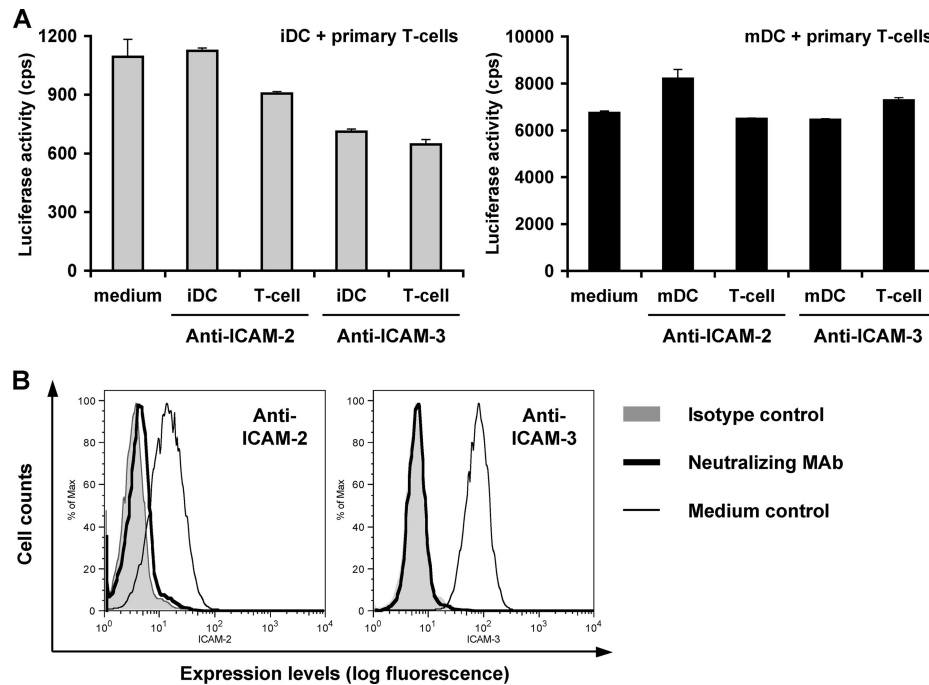 A
iDC + primary T-cells
Luciferase activity (cps)
1200
900
600
300
0
medium iDC T-cell iDC T-cell
Anti-ICAM-2 Anti-ICAM-3
mDC + primary T-cells
Luciferase activity (cps)
10000
8000
6000
4000
2000
0
medium mDC T-cell mDC T-cell
Anti-ICAM-2 Anti-ICAM-3
B
Cell counts
Anti-
ICAM-2
% of Max
100
80
60
40
20
0
10⁰ 10¹ 10² 10³ 10⁴
ICAM-2
Anti-
ICAM-3
% of Max
100
80
60
40
20
0
10⁰ 10¹ 10² 10³ 10⁴
ICAM-3
Expression levels (log fluorescence)
Isotype control
Neutralizing MAb
Medium control